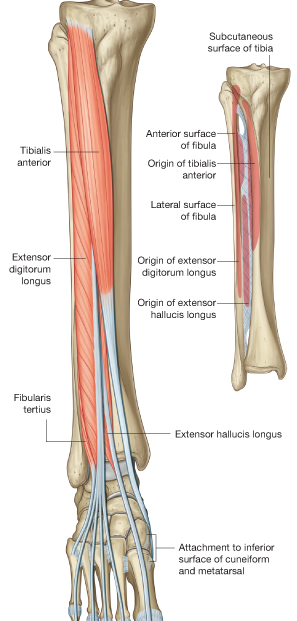 Subcutaneous
surface of tibia
Anterior surface
of fibula
Origin of tibialis
anterior
Lateral surface
of fibula
Origin of extensor
digitorum longus
Origin of extensor
hallucis longus
Tibialis
anterior
Extensor
digitorum
longus
Fibularis
tertius
Extensor hallucis longus
Attachment to inferior
surface of cuneiform
and metatarsal